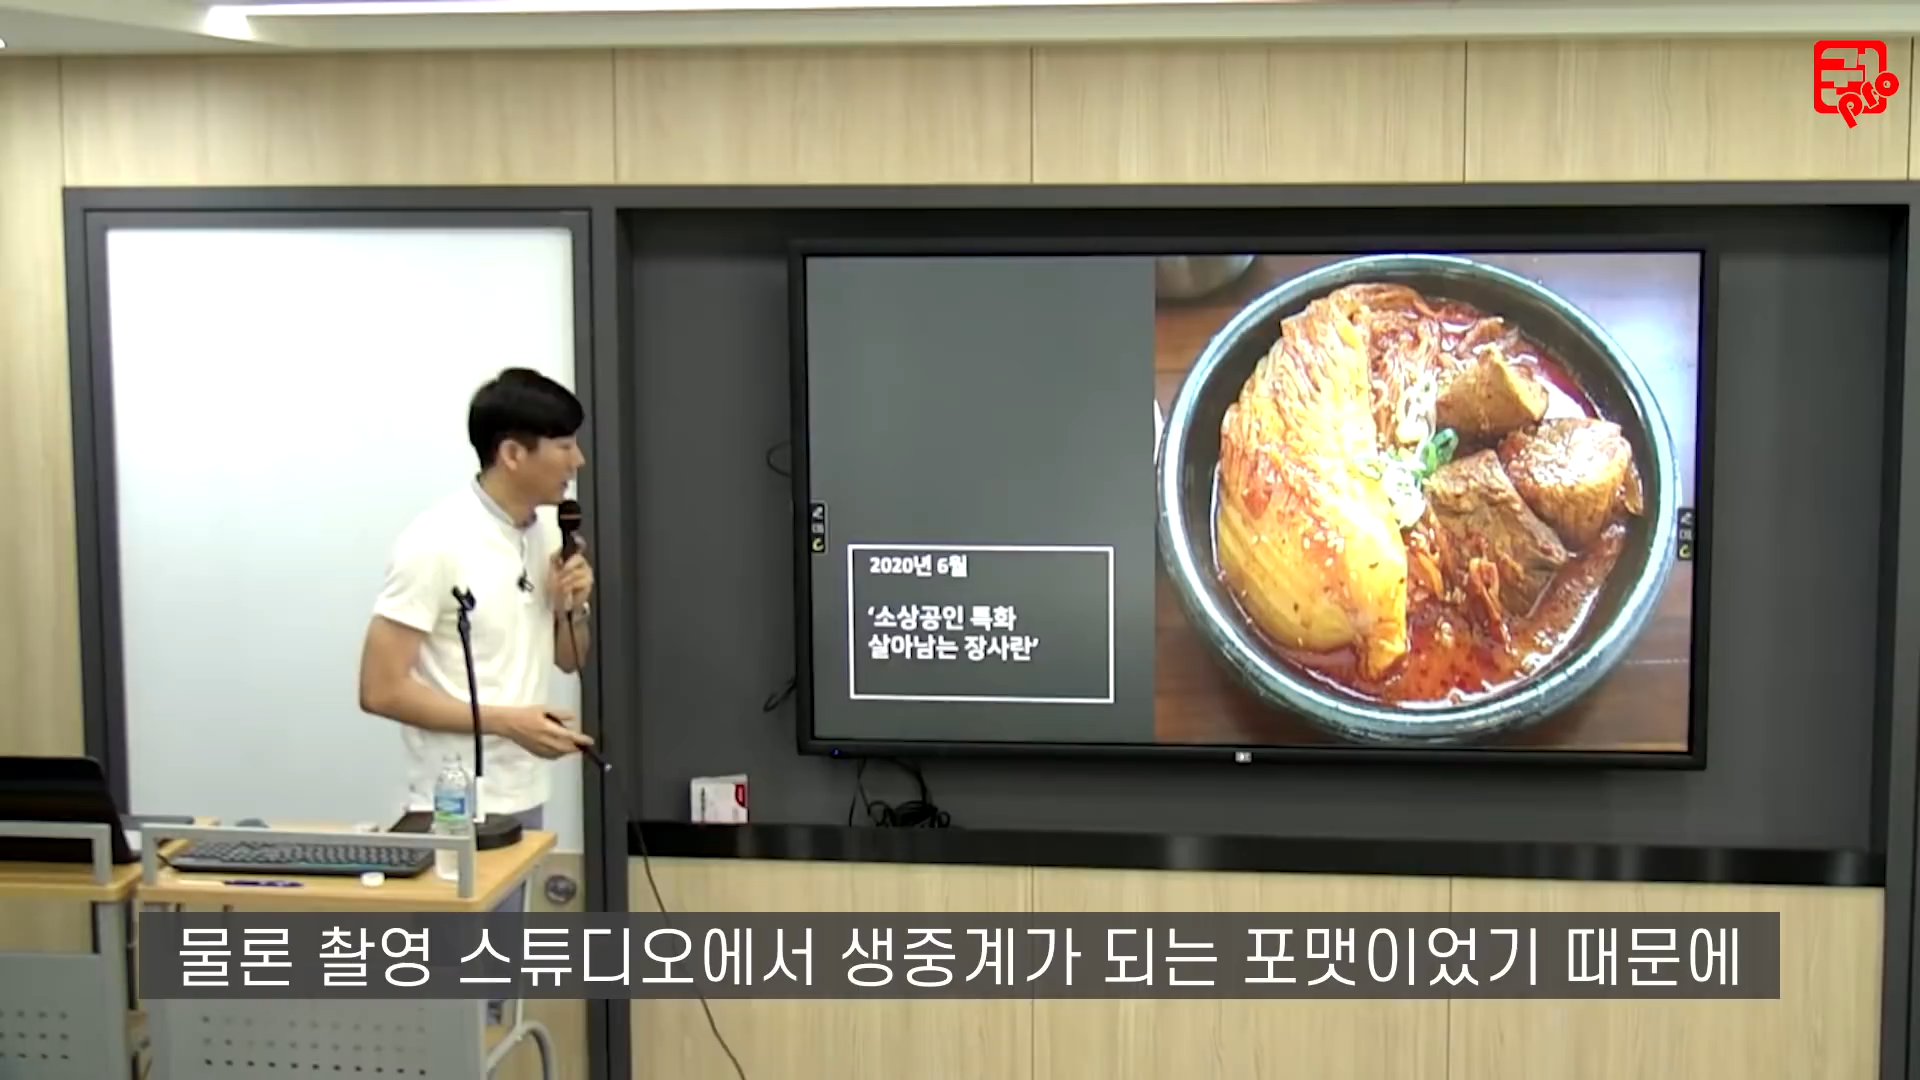 pro
2020년 6월
‘소상공인 특화
살아남는 장사란’
물론 촬영 스튜디오에서 생중계가 되는 포맷이었기 때문에